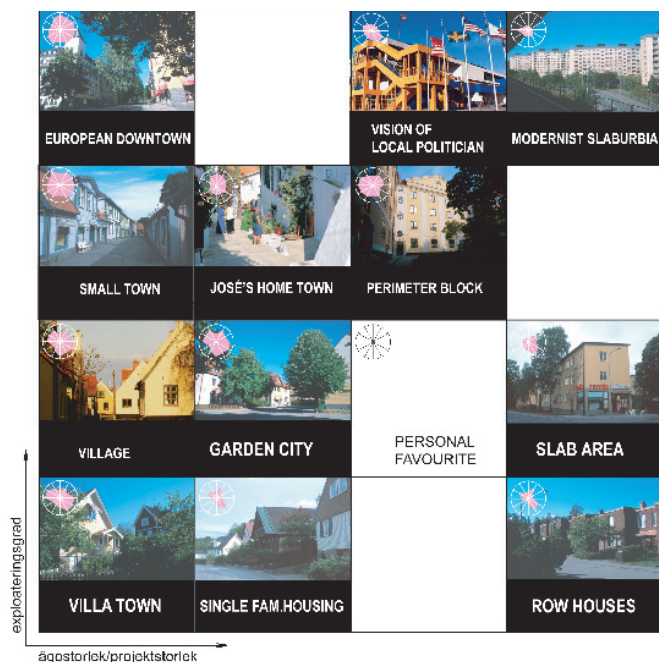 EUROPEAN DOWNTOWN
VISION OF
LOCAL POLITICIAN
MODERNIST SLABURBIA
SMALL TOWN
JOSÉ'S HOME TOWN
PERIMETER BLOCK
VILLAGE
GARDEN CITY
PERSONAL
FAVOURITE
SLAB AREA
VILLA TOWN
SINGLE FAM.HOUSING
ROW HOUSES
exploateringsgrad
ägostorlek/projektstorlek